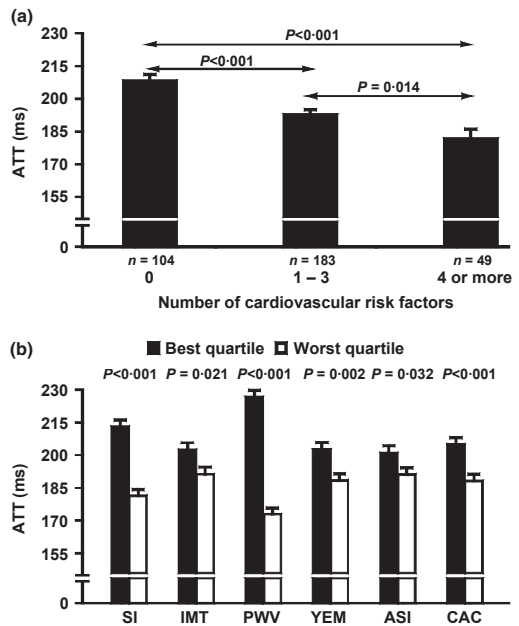 (a)
P<0·001
P<0·001
P = 0·014
ATT (ms)
230
215
200
185
170
155
0
n = 104
n = 183
n = 49
0
1 – 3
4 or more
Number of cardiovascular risk factors
(b)
Best quartile
Worst quartile
P<0·001 P = 0·021 P<0·001 P = 0·002 P = 0·032 P<0·001
ATT (ms)
230
215
200
185
170
155
0
SI IMT PWV YEM ASI CAC